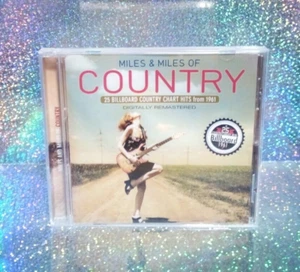 MILES & MILES OF
COUNTRY
25 BILLBOARD COUNTRY CHART HITS from 1961
DIGITALLY REMASTERED